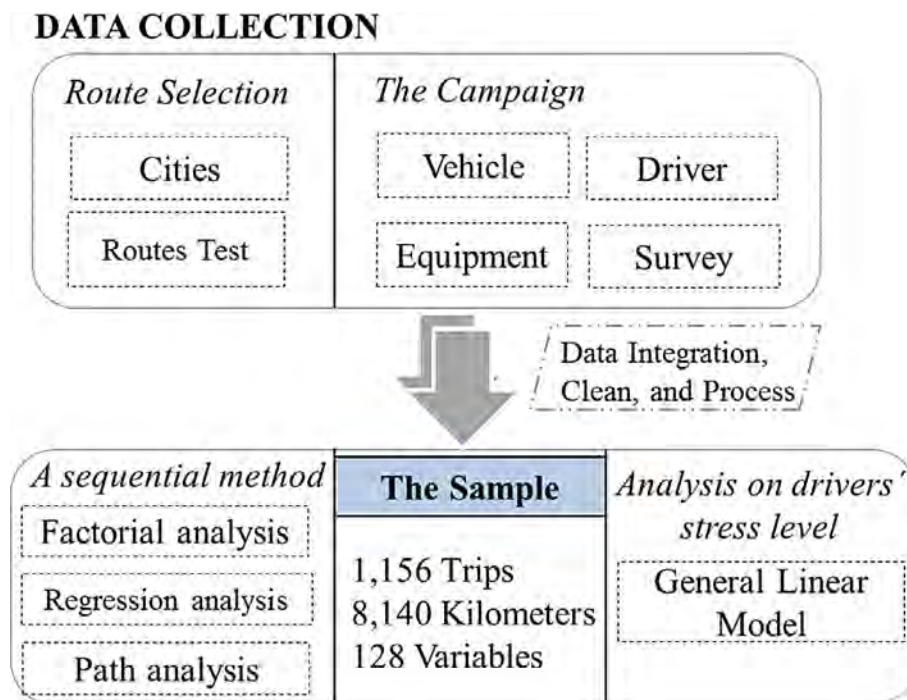 DATA COLLECTION
Route Selection
Cities
Routes Test
The Campaign
Vehicle
Driver
Equipment
Survey
Data Integration,
Clean, and Process
A sequential method
Factorial analysis
Regression analysis
Path analysis
The Sample
1,156 Trips
8,140 Kilometers
128 Variables
Analysis on drivers´
stress level
General Linear
Model